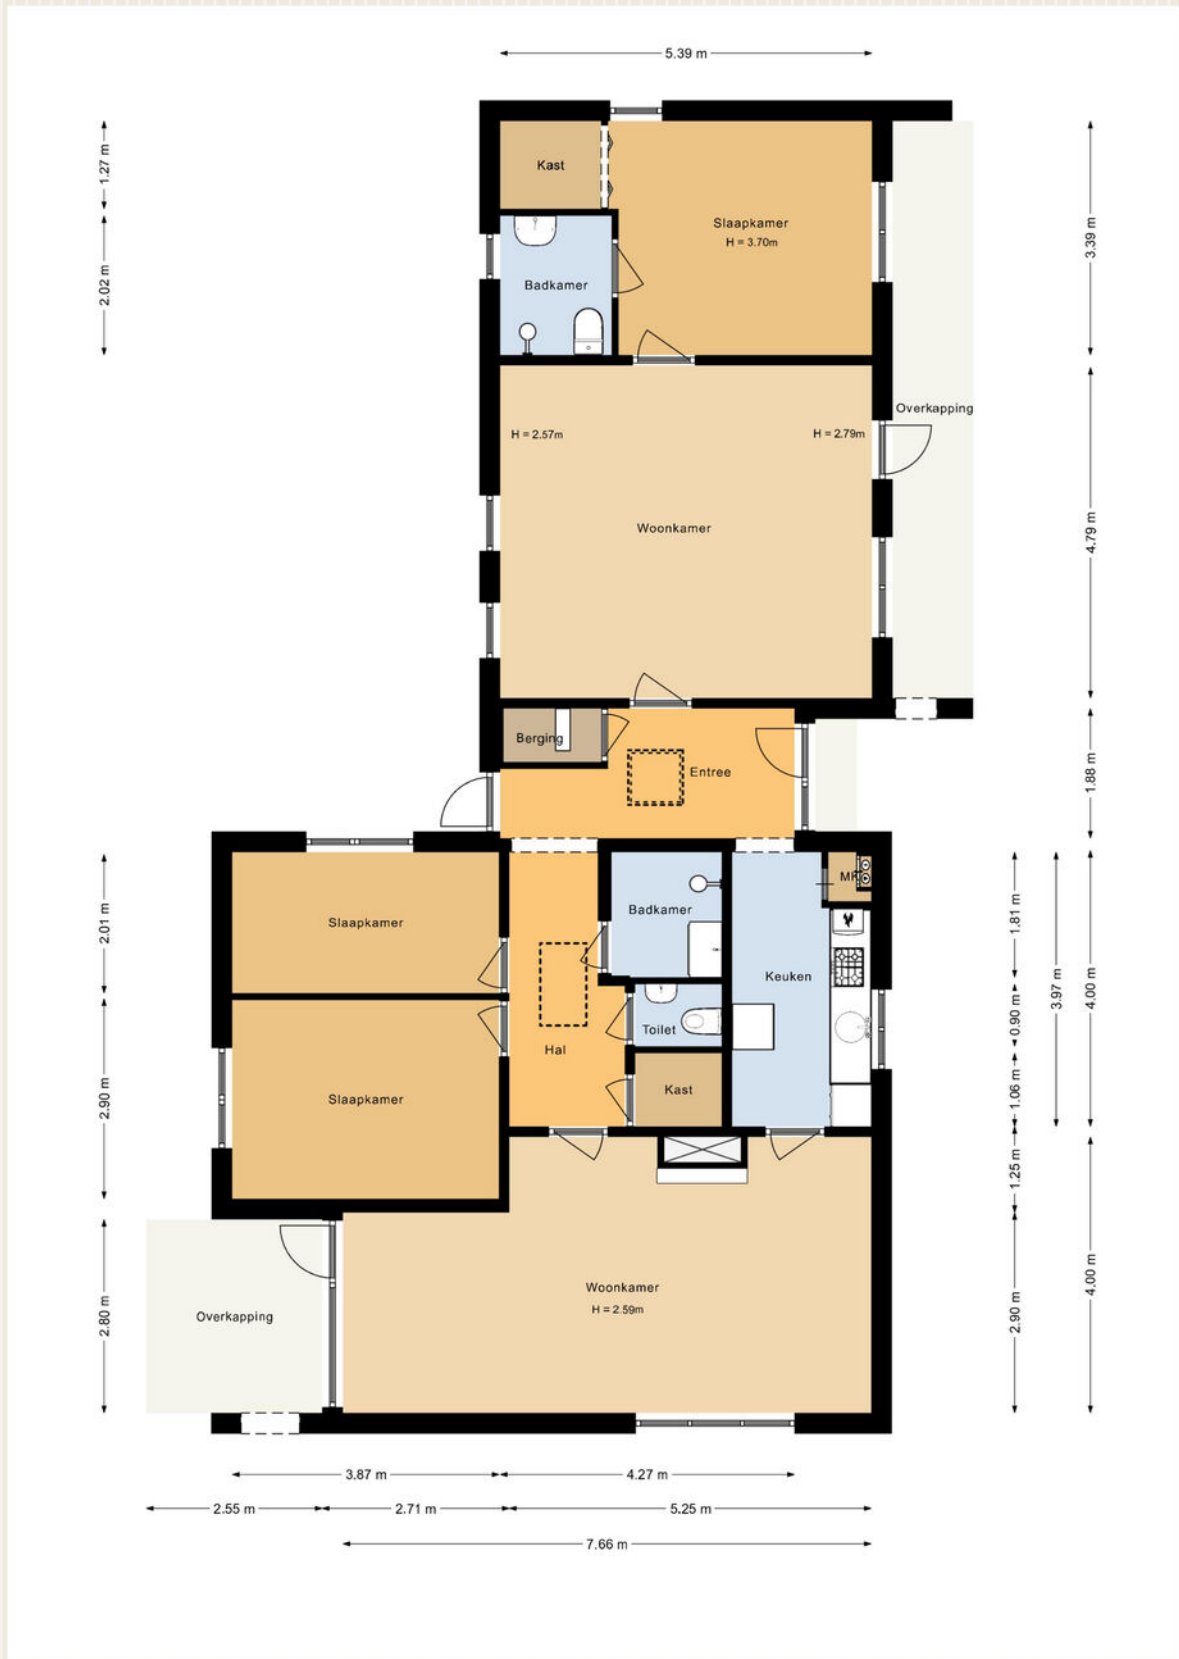 5.39 m
1.27 m
Kast
Slaapkamer
H = 3.70m
3.39 m
2.02 m
Badkamer
Overkapping
H = 2.57m
H = 2.79m
Woonkamer
4.79 m
Berging
Entree
1.88 m
2.01 m
Slaapkamer
Badkamer
MK
1.81 m
Keuken
3.97 m
4.00 m
0.90 m
Toilet
Hal
2.90 m
Slaapkamer
Kast
1.06 m
1.25 m
Woonkamer
H = 2.59m
2.80 m
Overkapping
2.90 m
4.00 m
3.87 m
4.27 m
2.55 m
2.71 m
5.25 m
7.66 m